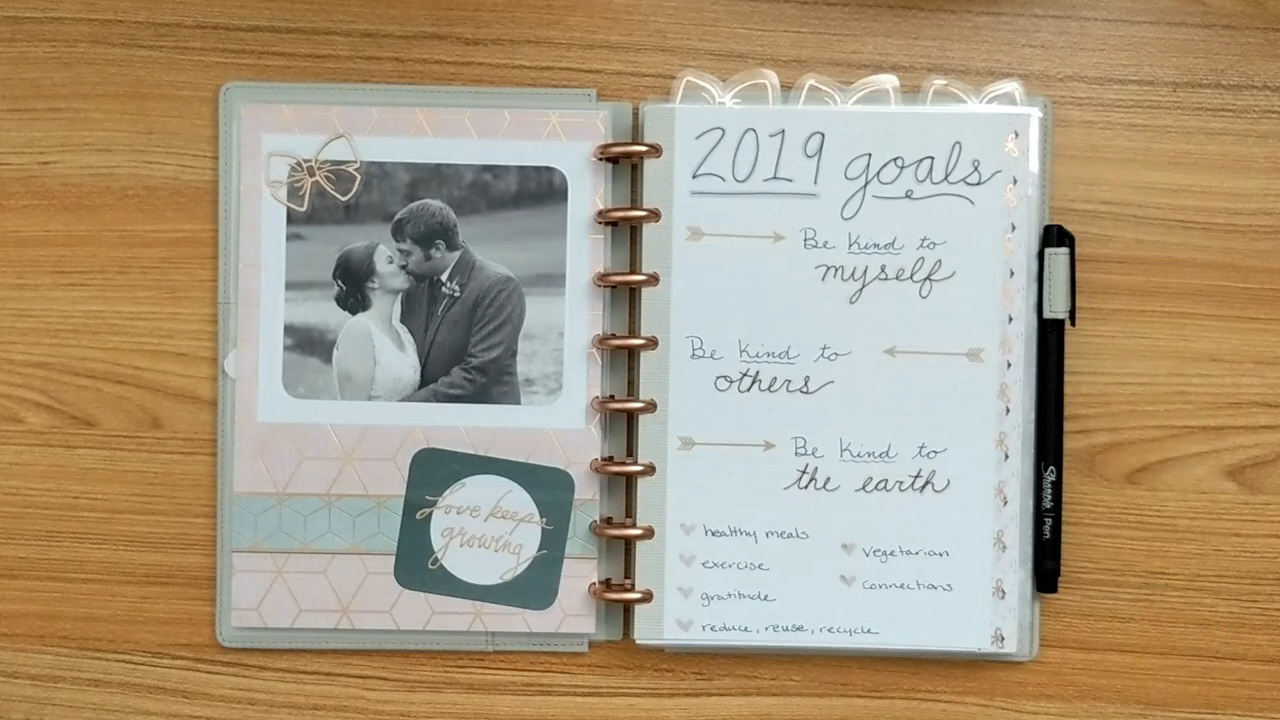 Love keeps
growing
2019 goals
Be kind to
myself
Be kind to
others
Be kind to
the earth
healthy meals
exercise
gratitude
reduce, reuse, recycle
vegetarian
connections
Sharpie. | Pen.